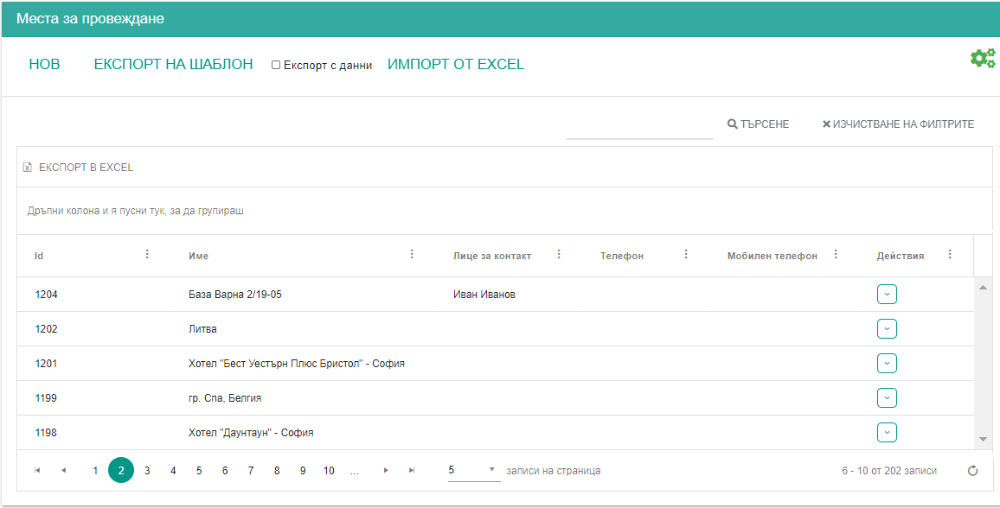 Места за провеждане
НОВ ЕКСПОРТ НА ШАБЛОН Експорт с данни ИМПОРТ ОТ EXCEL
ТЪРСЕНЕ ИЗЧИСТВАНЕ НА ФИЛТРИТЕ
ЕКСПОРТ В EXCEL
Дръпни колона и я пусни тук, за да групираш
Id Име Лице за контакт Телефон Мобилен телефон Действия
1204 База Варна 2/19-05 Иван Иванов
1202 Литва
1201 Хотел "Бест Уестърн Плюс Бристол" - София
1199 гр. Спа, Белгия
1198 Хотел "Даунтаун" - София
1 2 3 4 5 6 7 8 9 10 ... 5 записи на страница 6 - 10 от 202 записи